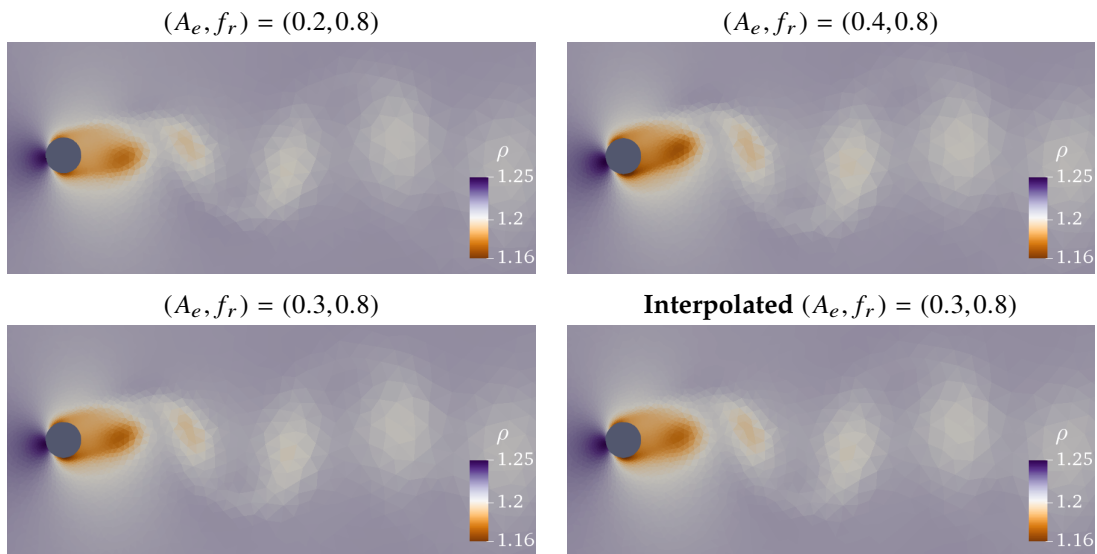 (A_e, f_r) = (0.2, 0.8)
(A_e, f_r) = (0.4, 0.8)
ρ
1.25
1.2
1.16
ρ
1.25
1.2
1.16
(A_e, f_r) = (0.3, 0.8)
Interpolated (A_e, f_r) = (0.3, 0.8)
ρ
1.25
1.2
1.16
ρ
1.25
1.2
1.16